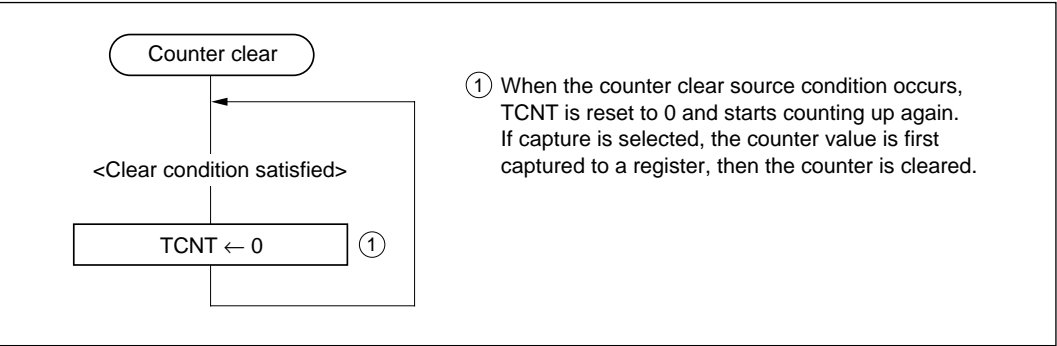 Counter clear
<Clear condition satisfied>
TCNT ← 0
1
1 When the counter clear source condition occurs,
TCNT is reset to 0 and starts counting up again.
If capture is selected, the counter value is first
captured to a register, then the counter is cleared.